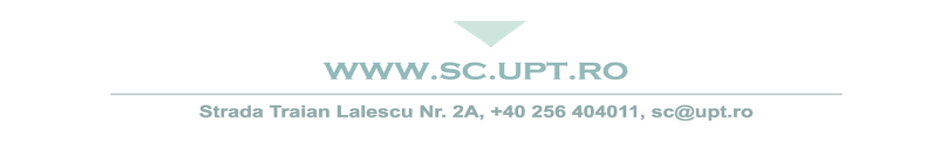 WWW.SC.UPT.RO
Strada Traian Lalescu Nr. 2A, +40 256 404011, sc@upt.ro